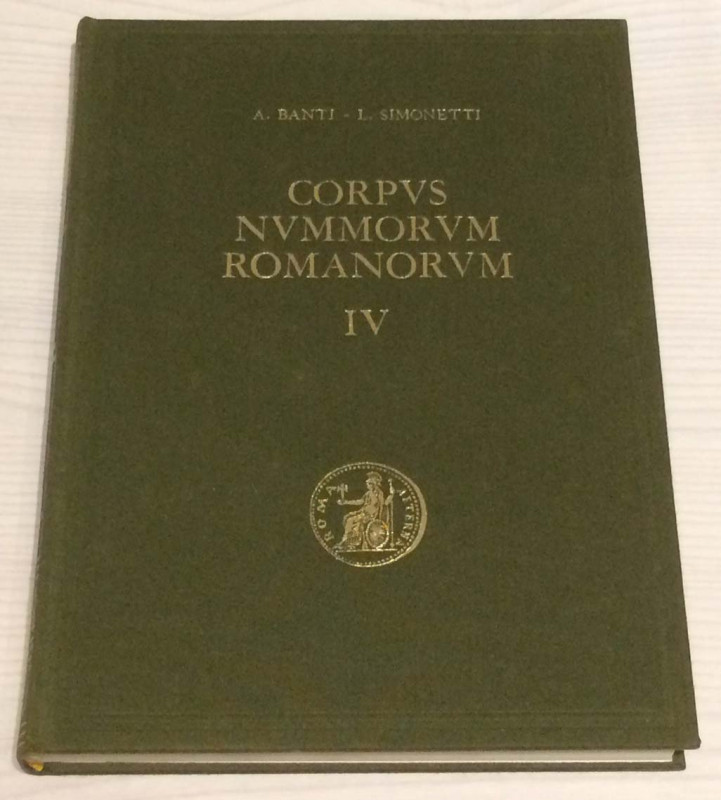 A. BANTI - L. SIMONETTI
CORPVS
NVMMORVM
ROMANORVM
IV
ROMA AETERNA